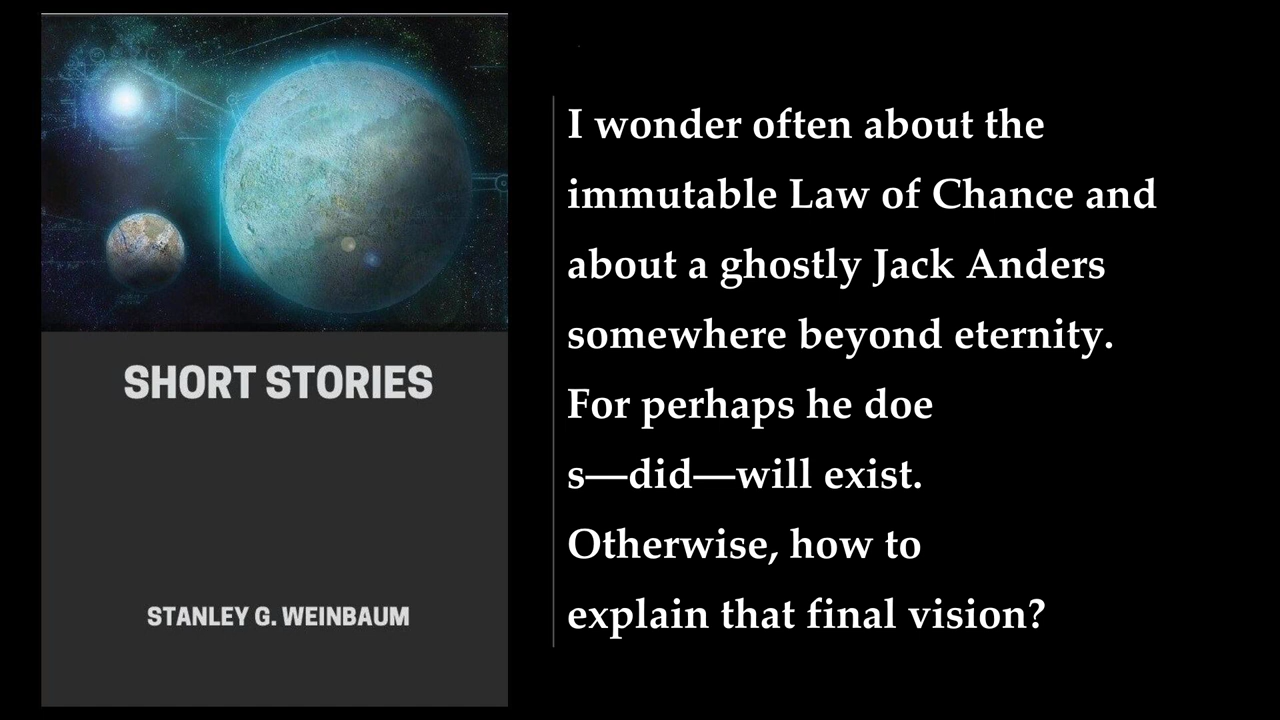 SHORT STORIES
STANLEY G. WEINBAUM
I wonder often about the
immutable Law of Chance and
about a ghostly Jack Anders
somewhere beyond eternity.
For perhaps he doe
s—did—will exist.
Otherwise, how to
explain that final vision?